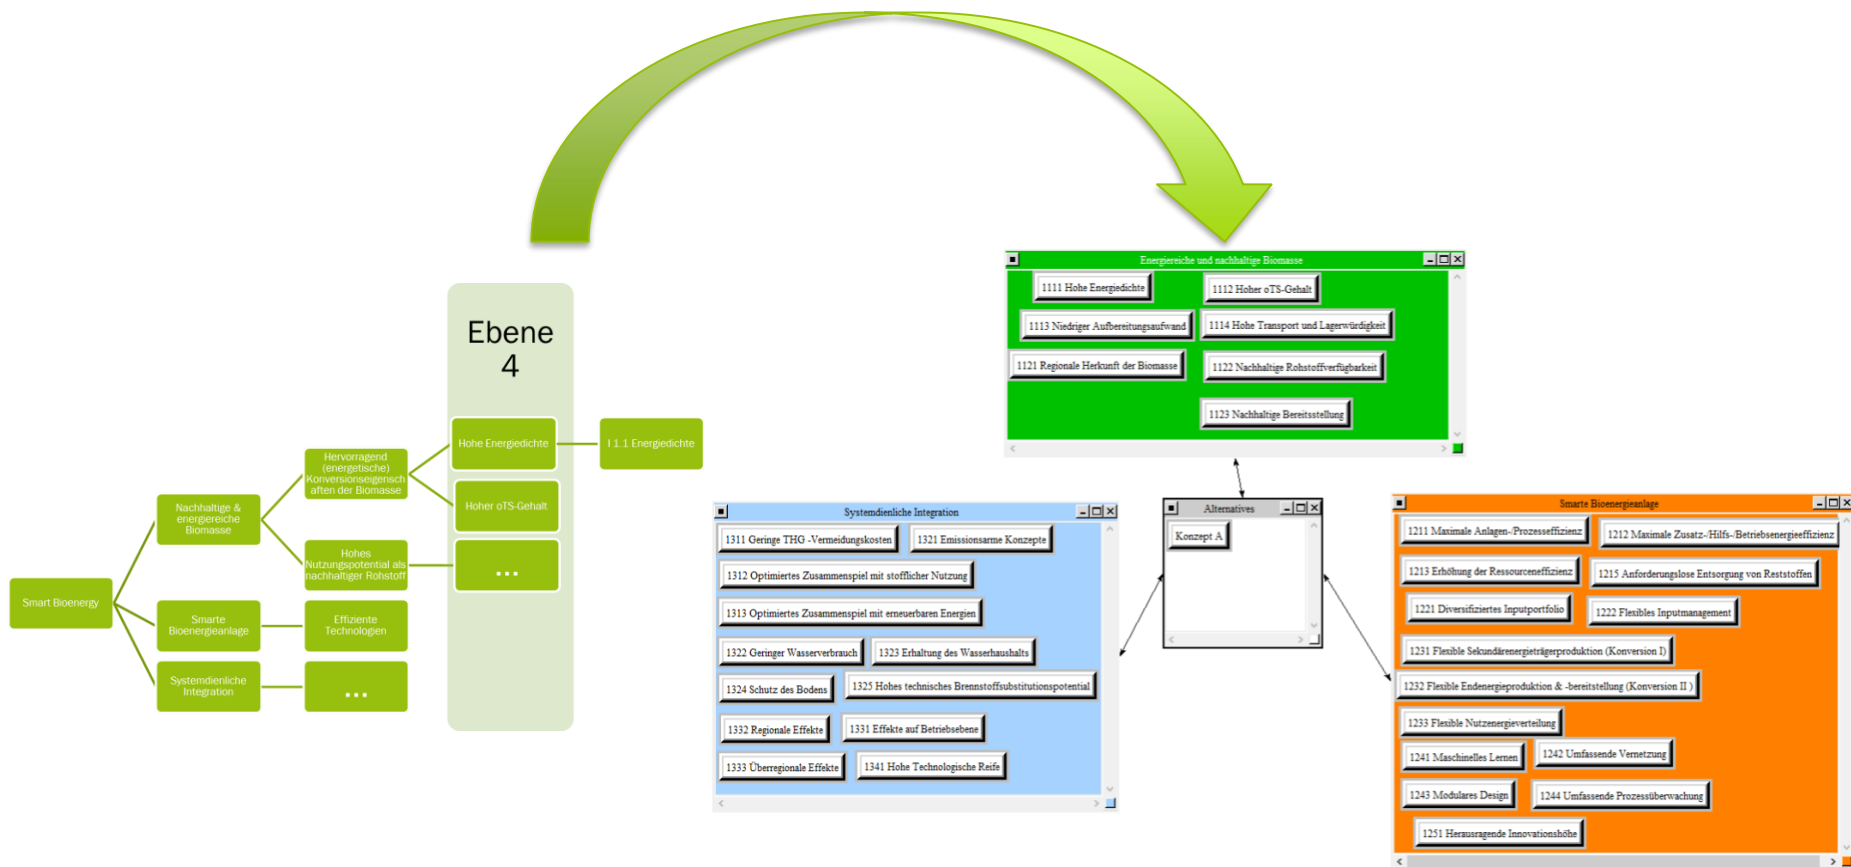 Ebene
4
Smart Bioenergy
Nachhaltige &
energiereiche
Biomasse
Smarte
Bioenergieanlage
Systemdienliche
Integration
Hervorragend
(energetische)
Konversionseigensch
aften der Biomasse
Hohes
Nutzungspotential als
nachhaltiger Rohstoff
Effiziente
Technologien
...
Hohe Energiedichte
Hoher oTS-Gehalt
...
I 1.1 Energiedichte
Energiereiche und nachhaltige Biomasse
1111 Hohe Energiedichte
1112 Hoher oTS-Gehalt
1113 Niedriger Aufbereitungsaufwand
1114 Hohe Transport und Lagerwürdigkeit
1121 Regionale Herkunft der Biomasse
1122 Nachhaltige Rohstoffverfügbarkeit
1123 Nachhaltige Bereitsstellung
Systemdienliche Integration
1311 Geringe THG -Vermeidungskosten
1321 Emissionsarme Konzepte
1312 Optimiertes Zusammenspiel mit stofflicher Nutzung
1313 Optimiertes Zusammenspiel mit erneuerbaren Energien
1322 Geringer Wasserverbrauch
1323 Erhaltung des Wasserhaushalts
1324 Schutz des Bodens
1325 Hohes technisches Brennstoffsubstitutionspotential
1332 Regionale Effekte
1331 Effekte auf Betriebsebene
1333 Überregionale Effekte
1341 Hohe Technologische Reife
Alternatives
Konzept A
Smarte Bioenergieanlage
1211 Maximale Anlagen-/Prozesseffizienz
1212 Maximale Zusatz-/Hilfs-/Betriebsenergieeffizienz
1213 Erhöhung der Ressourceneffizienz
1215 Anforderungslose Entsorgung von Reststoffen
1221 Diversifiziertes Inputportfolio
1222 Flexibles Inputmanagement
1231 Flexible Sekundärenergieträgerproduktion (Konversion I)
1232 Flexible Endenergieproduktion & -bereitstellung (Konversion II )
1233 Flexible Nutzenergieverteilung
1241 Maschinelles Lernen
1242 Umfassende Vernetzung
1243 Modulares Design
1244 Umfassende Prozessüberwachung
1251 Herausragende Innovationshöhe